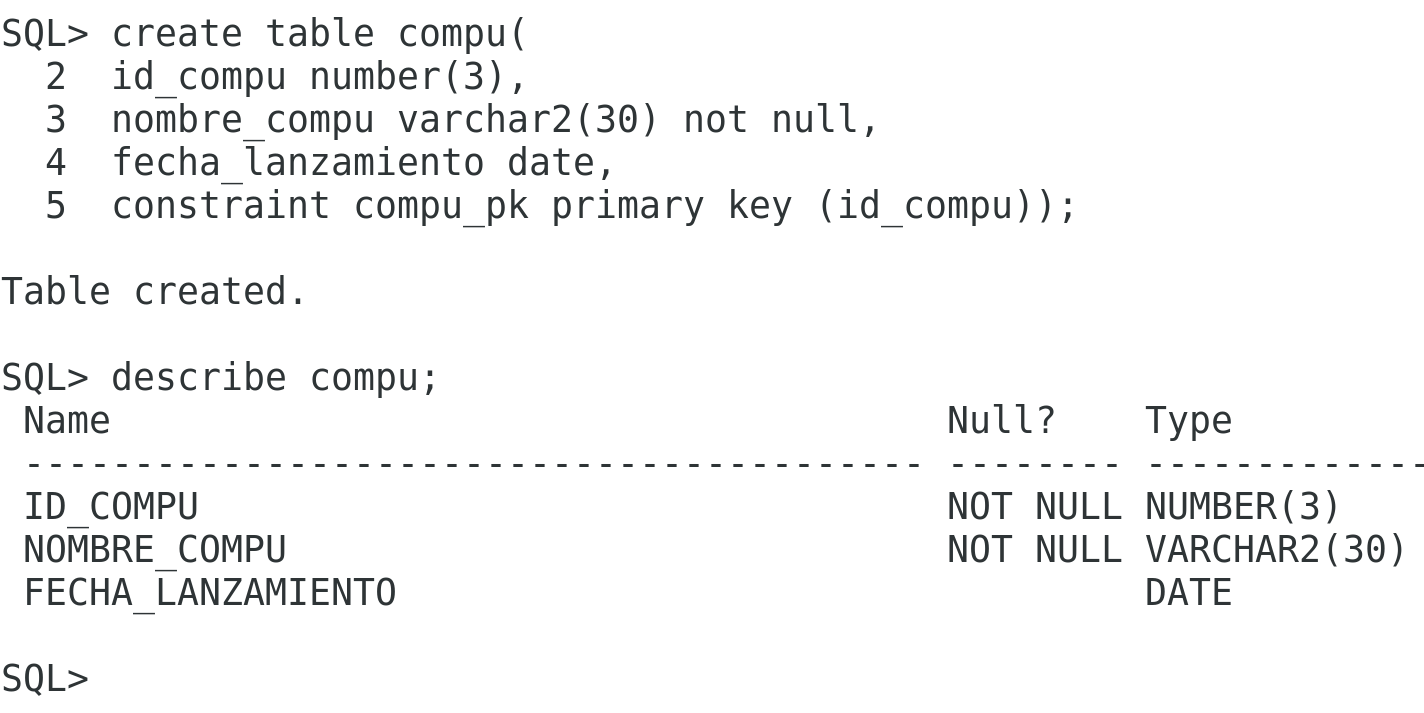 SQL> create table compu(
  2  id_compu number(3),
  3  nombre_compu varchar2(30) not null,
  4  fecha_lanzamiento date,
  5  constraint compu_pk primary key (id_compu));
Table created.
SQL> describe compu;
 Name                                      Null?    Type
 ----------------------------------------- -------- -------------
 ID_COMPU                                  NOT NULL NUMBER(3)
 NOMBRE_COMPU                              NOT NULL VARCHAR2(30)
 FECHA_LANZAMIENTO                                  DATE
SQL>